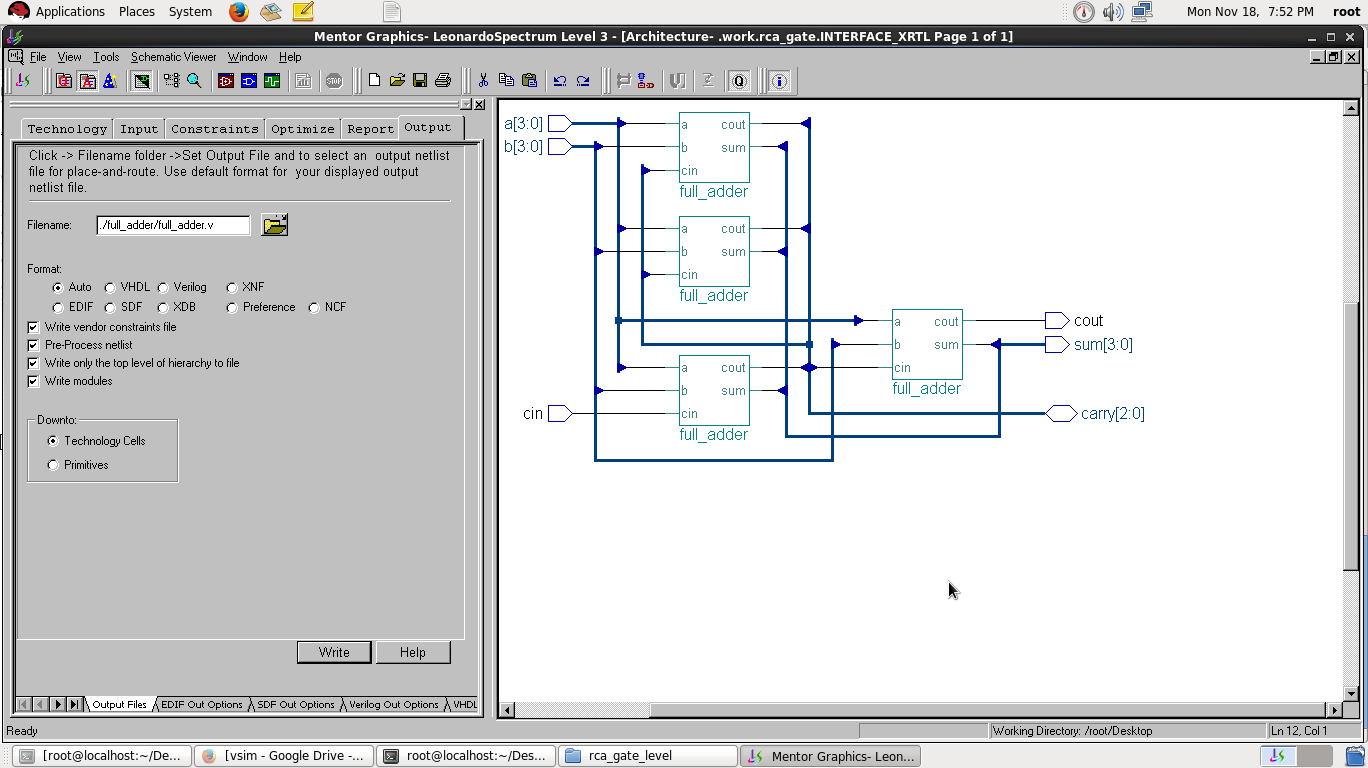 Applications Places System Mon Nov 18, 7:52 PM root
Mentor Graphics- LeonardoSpectrum Level 3 - [Architecture- .work.rca_gate.INTERFACE_XRTL Page 1 of 1]
File View Tools Schematic Viewer Window Help
Technology Input Constraints Optimize Report Output
Click -> Filename folder ->Set Output File and to select an output netlist
file for place-and-route. Use default format for your displayed output
netlist file.
Filename: ./full_adder/full_adder.v
Format:
Auto VHDL Verilog XNF
EDIF SDF XDB Preference NCF
Write vendor constraints file
Pre-Process netlist
Write only the top level of hierarchy to file
Write modules
Downto:
Technology Cells
Primitives
Write Help
Output Files EDIF Out Options SDF Out Options Verilog Out Options VHDL
a[3:0] a cout
b[3:0] b sum
cin
full_adder
a cout
b sum
cin
full_adder
a cout cout
b sum sum[3:0]
cin
full_adder
a cout
b sum
cin cin
full_adder
carry[2:0]
Ready Working Directory: /root/Desktop Ln 12, Col 1
[root@localhost:~/De... [vsim - Google Drive -... root@localhost:~/Des... rca_gate_level Mentor Graphics- Leon...